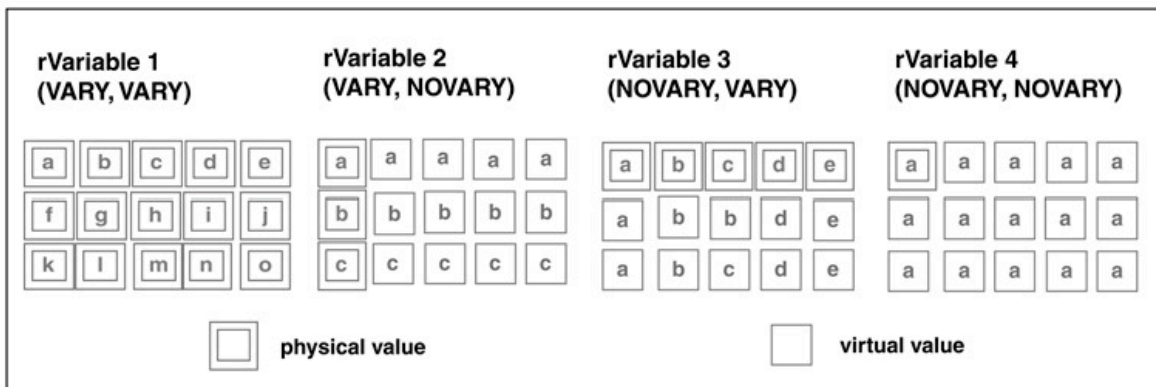 rVariable 1
(VARY, VARY)
rVariable 2
(VARY, NOVARY)
rVariable 3
(NOVARY, VARY)
rVariable 4
(NOVARY, NOVARY)
a b c d e
f g h i j
k l m n o
a a a a a
b b b b b
c c c c c
a b c d e
a b b d e
a b c d e
a a a a a
a a a a a
a a a a a
physical value
virtual value